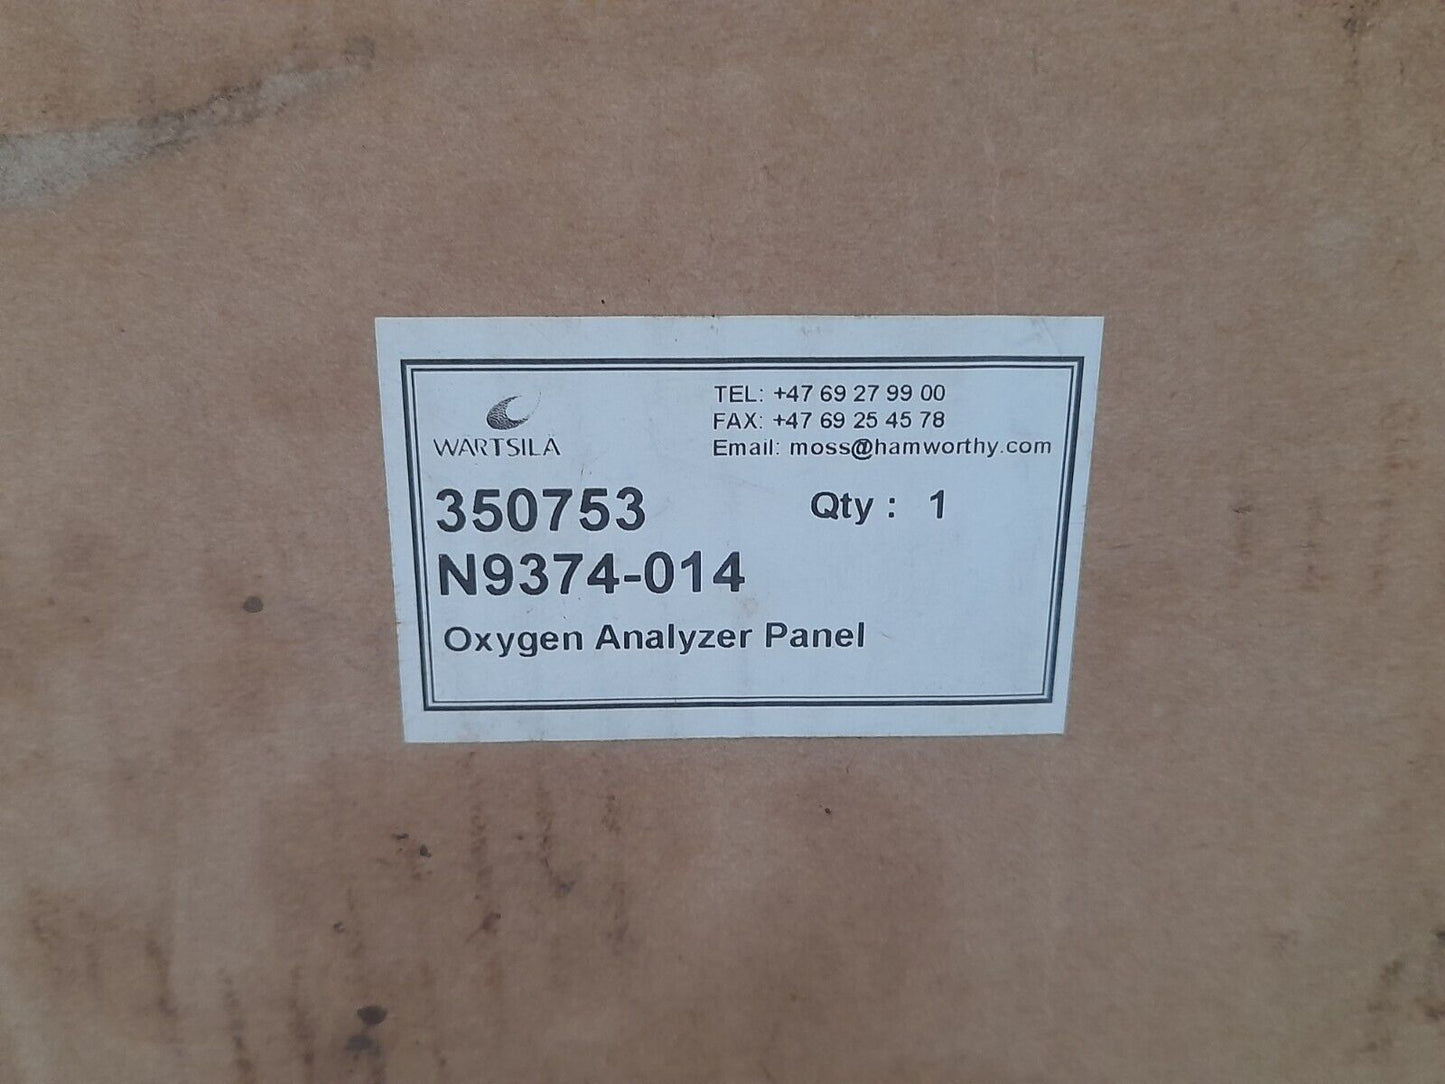 WÄRTSILÄ
TEL: +47 69 27 99 00
FAX: +47 69 25 45 78
Email: moss@hamworthy.com
350753 Qty : 1
N9374-014
Oxygen Analyzer Panel